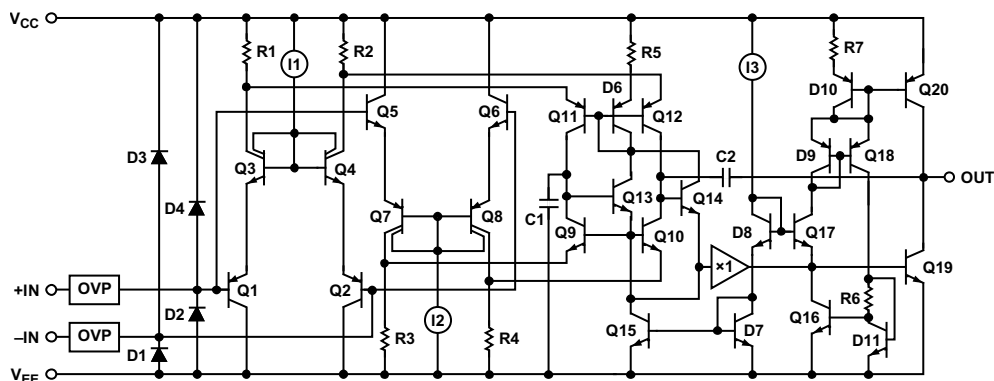 VCC
R1
I1
R2
R5
I3
R7
D6
D10
Q20
Q5
Q6
Q11
Q12
D3
Q3
Q4
D9
Q18
C2
OUT
D4
Q13
Q14
Q7
Q8
C1
D8
Q17
Q9
Q10
×1
+IN
OVP
Q1
Q2
Q19
D2
R6
–IN
OVP
I2
R3
R4
Q15
D7
Q16
D11
D1
VEE